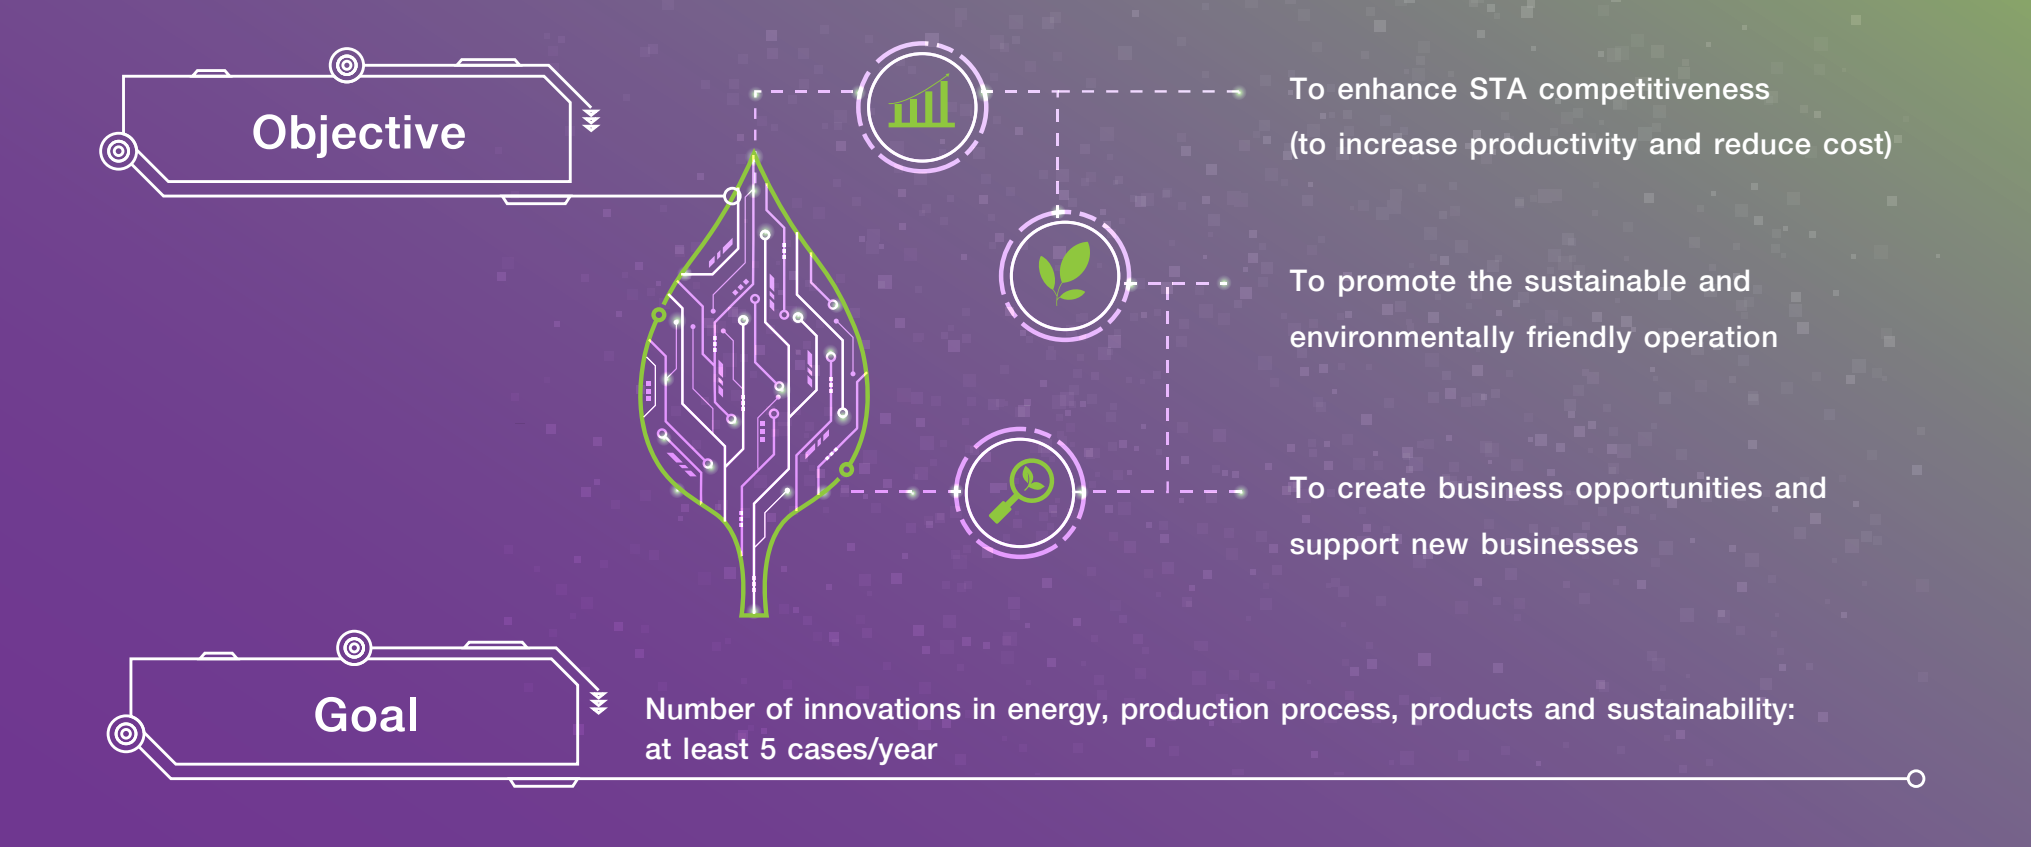 Objective
To enhance STA competitiveness
(to increase productivity and reduce cost)
To promote the sustainable and
environmentally friendly operation
To create business opportunities and
support new businesses
Goal
Number of innovations in energy, production process, products and sustainability:
at least 5 cases/year